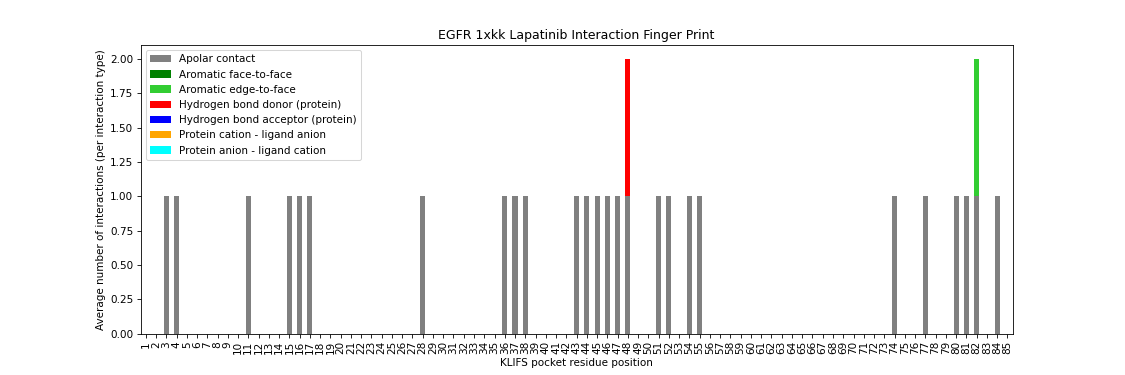 EGFR 1xkk Lapatinib Interaction Finger Print
Average number of interactions (per interaction type)
2.00
1.75
1.50
1.25
1.00
0.75
0.50
0.25
0.00
Apolar contact
Aromatic face-to-face
Aromatic edge-to-face
Hydrogen bond donor (protein)
Hydrogen bond acceptor (protein)
Protein cation - ligand anion
Protein anion - ligand cation
1 2 3 4 5 6 7 8 9 10 11 12 13 14 15 16 17 18 19 20 21 22 23 24 25 26 27 28 29 30 31 32 33 34 35 36 37 38 39 40 41 42 43 44 45 46 47 48 49 50 51 52 53 54 55 56 57 58 59 60 61 62 63 64 65 66 67 68 69 70 71 72 73 74 75 76 77 78 79 80 81 82 83 84 85
KLIFS pocket residue position